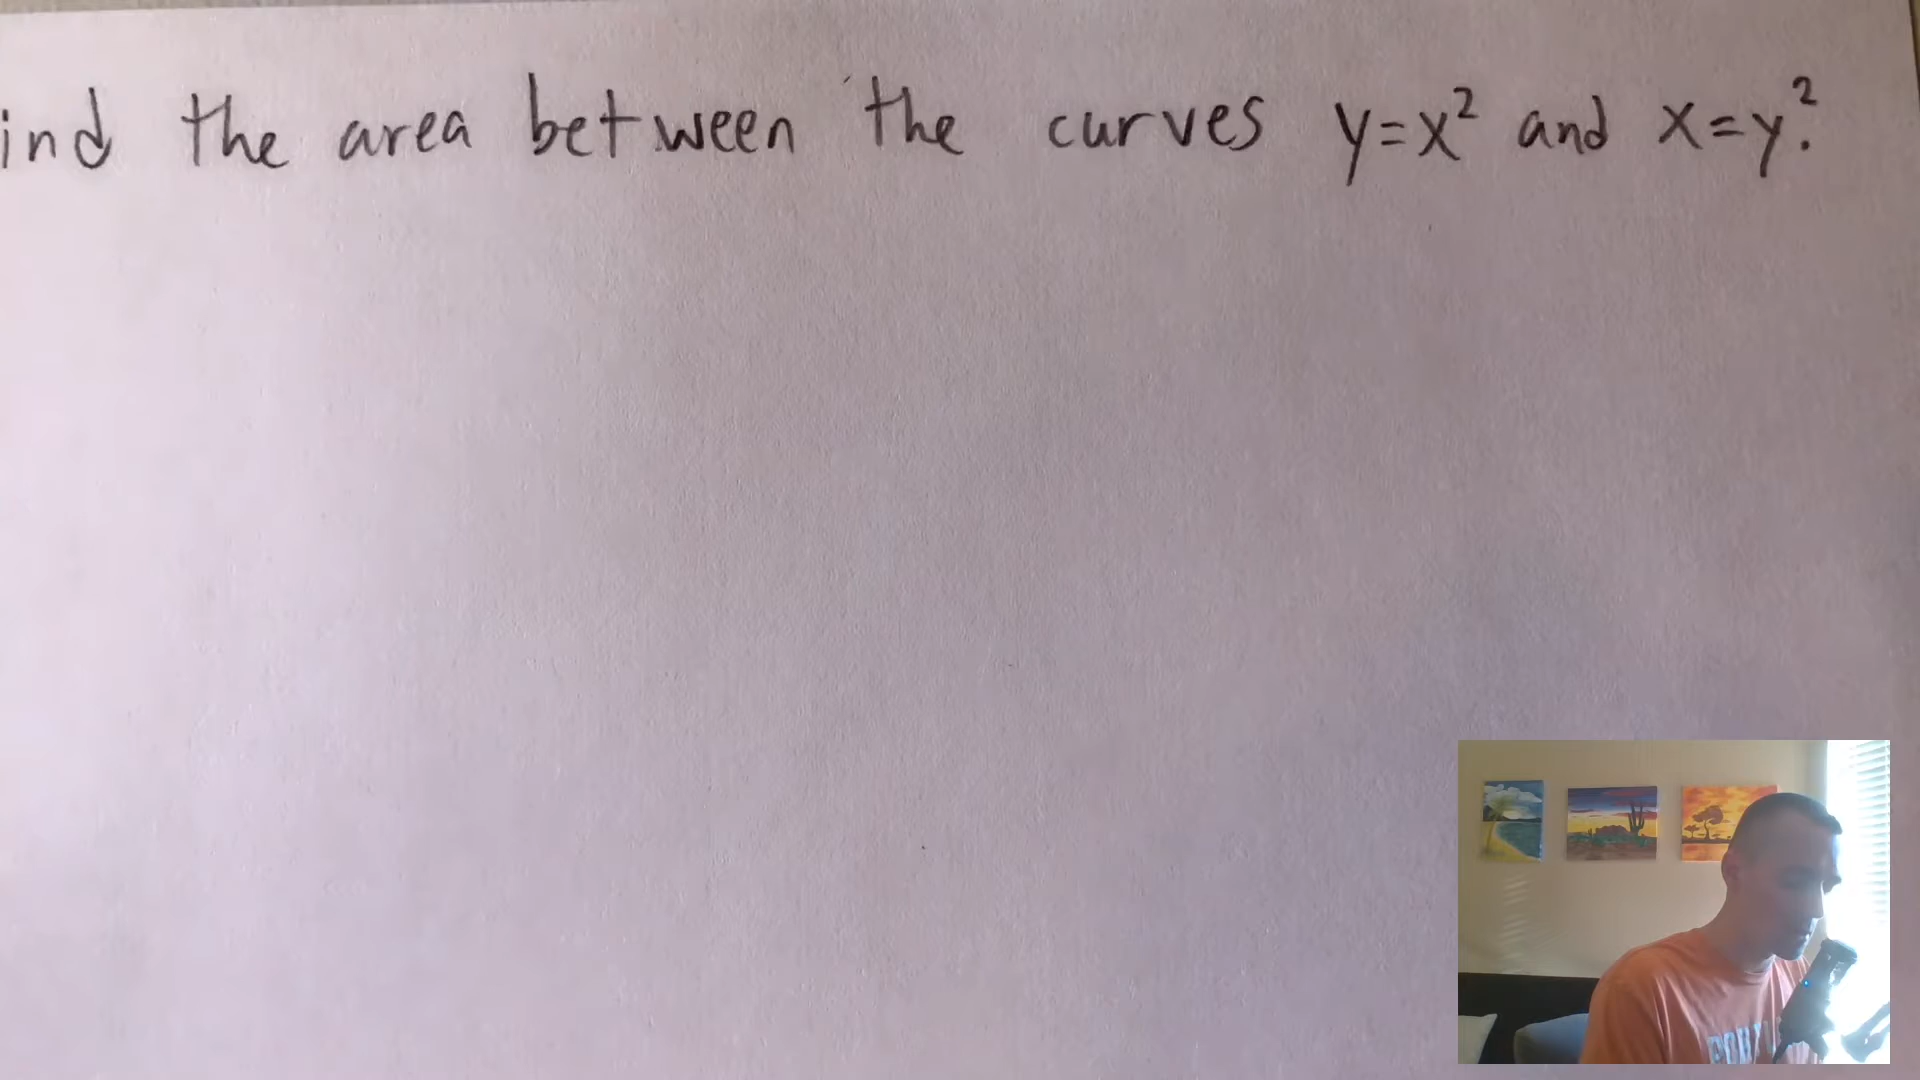 ind the area between the curves y=x² and x=y².